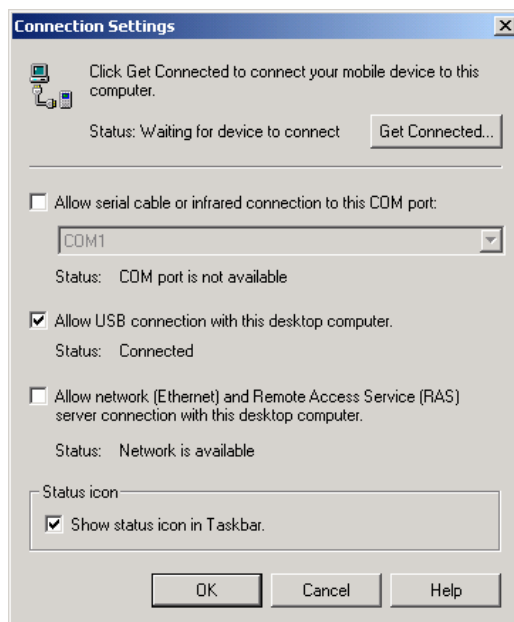 Connection Settings
Click Get Connected to connect your mobile device to this
computer.
Status: Waiting for device to connect
Get Connected...
Allow serial cable or infrared connection to this COM port:
COM1
Status: COM port is not available
Allow USB connection with this desktop computer.
Status: Connected
Allow network (Ethernet) and Remote Access Service (RAS)
server connection with this desktop computer.
Status: Network is available
Status icon
Show status icon in Taskbar.
OK Cancel Help